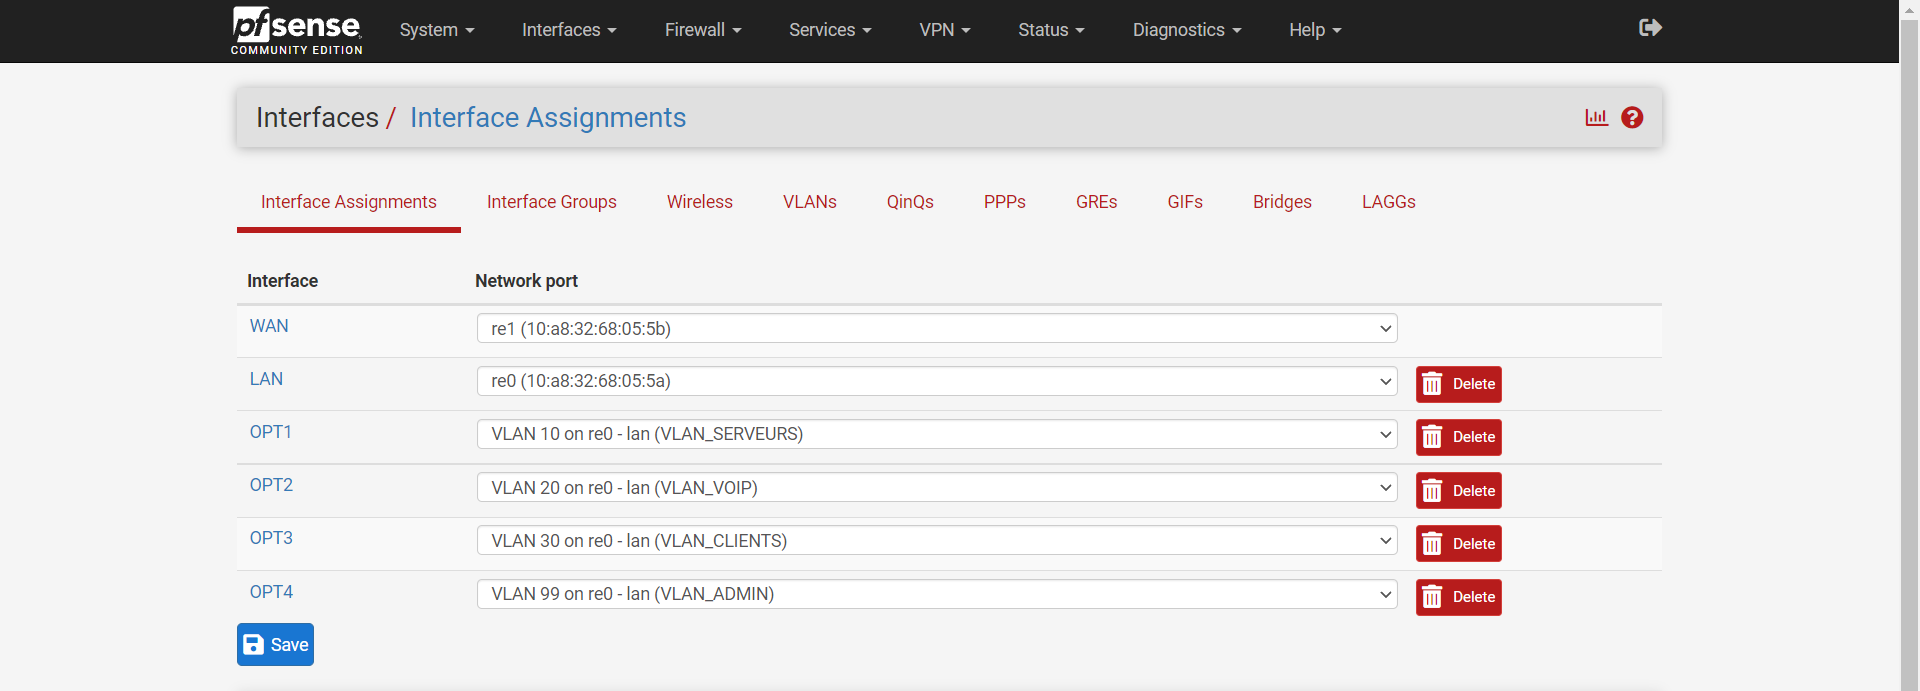 pfsense
COMMUNITY EDITION
System Interfaces Firewall Services VPN Status Diagnostics Help
Interfaces / Interface Assignments
Interface Assignments Interface Groups Wireless VLANs QinQs PPPs GREs GIFs Bridges LAGGs
Interface Network port
WAN re1 (10:a8:32:68:05:5b)
LAN re0 (10:a8:32:68:05:5a) Delete
OPT1 VLAN 10 on re0 - lan (VLAN_SERVEURS) Delete
OPT2 VLAN 20 on re0 - lan (VLAN_VOIP) Delete
OPT3 VLAN 30 on re0 - lan (VLAN_CLIENTS) Delete
OPT4 VLAN 99 on re0 - lan (VLAN_ADMIN) Delete
Save